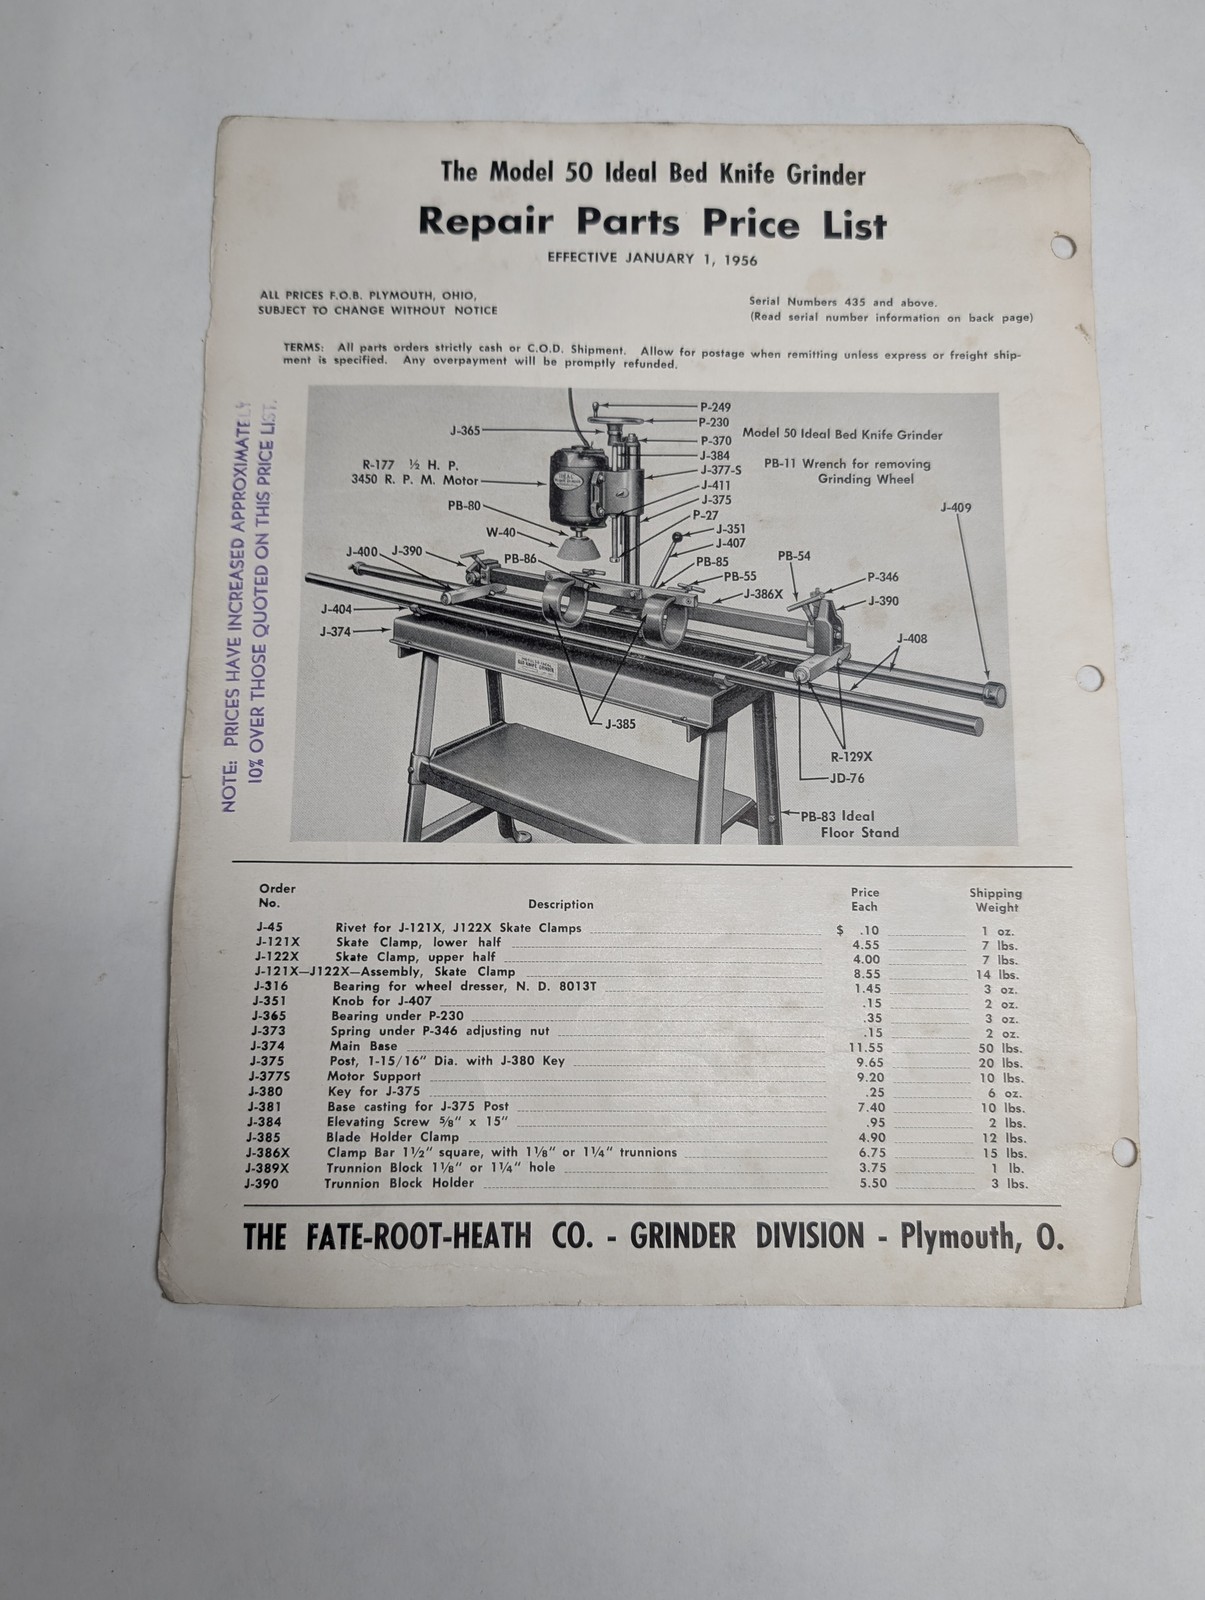 The Model 50 Ideal Bed Knife Grinder
Repair Parts Price List
EFFECTIVE JANUARY 1, 1956
ALL PRICES F.O.B. PLYMOUTH, OHIO,
SUBJECT TO CHANGE WITHOUT NOTICE
Serial Numbers 435 and above.
(Read serial number information on back page)
TERMS: All parts orders strictly cash or C.O.D. Shipment. Allow for postage when remitting unless express or freight ship-
ment is specified. Any overpayment will be promptly refunded.
NOTE: PRICES HAVE INCREASED APPROXIMATELY
10% OVER THOSE QUOTED ON THIS PRICE LIST.
P-249
P-230
J-365
P-370
Model 50 Ideal Bed Knife Grinder
J-384
R-177 ½ H. P.
3450 R. P. M. Motor
J-377-S
PB-11 Wrench for removing
Grinding Wheel
J-411
J-375
PB-80
P-27
J-409
W-40
J-351
J-407
J-400
J-390
PB-86
PB-85
PB-54
PB-55
P-346
J-386X
J-390
J-404
J-374
J-408
J-385
R-129X
JD-76
PB-83 Ideal
Floor Stand
Order No. Description Price Each Shipping Weight
J-45 Rivet for J-121X, J122X Skate Clamps $ .10 1 oz.
J-121X Skate Clamp, lower half 4.55 7 lbs.
J-122X Skate Clamp, upper half 4.00 7 lbs.
J-121X—J122X—Assembly, Skate Clamp 8.55 14 lbs.
J-316 Bearing for wheel dresser, N. D. 8013T 1.45 3 oz.
J-351 Knob for J-407 .15 2 oz.
J-365 Bearing under P-230 .35 3 oz.
J-373 Spring under P-346 adjusting nut .15 2 oz.
J-374 Main Base 11.55 50 lbs.
J-375 Post, 1-15/16" Dia. with J-380 Key 9.65 20 lbs.
J-377S Motor Support 9.20 10 lbs.
J-380 Key for J-375 .25 6 oz.
J-381 Base casting for J-375 Post 7.40 10 lbs.
J-384 Elevating Screw ⅝" x 15" .95 2 lbs.
J-385 Blade Holder Clamp 4.90 12 lbs.
J-386X Clamp Bar 1½" square, with 1⅛" or 1¼" trunnions 6.75 15 lbs.
J-389X Trunnion Block 1⅛" or 1¼" hole 3.75 1 lb.
J-390 Trunnion Block Holder 5.50 3 lbs.
THE FATE-ROOT-HEATH CO. - GRINDER DIVISION - Plymouth, O.